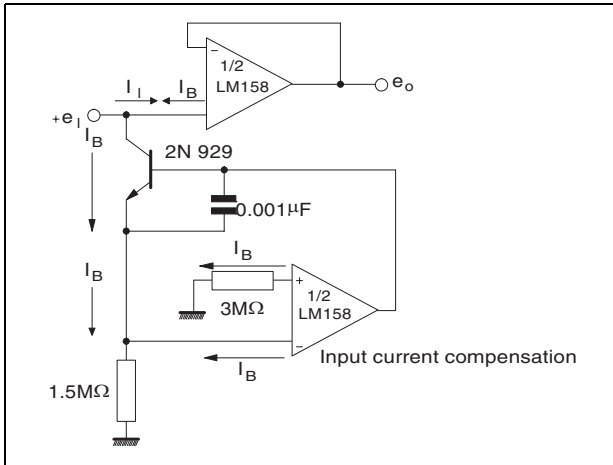 −
1/2
LM158
e_o
I_I
I_B
+e_I
I_B
2N 929
0.001µF
I_B
I_B
+
1/2
LM158
3MΩ
−
Input current compensation
I_B
1.5MΩ